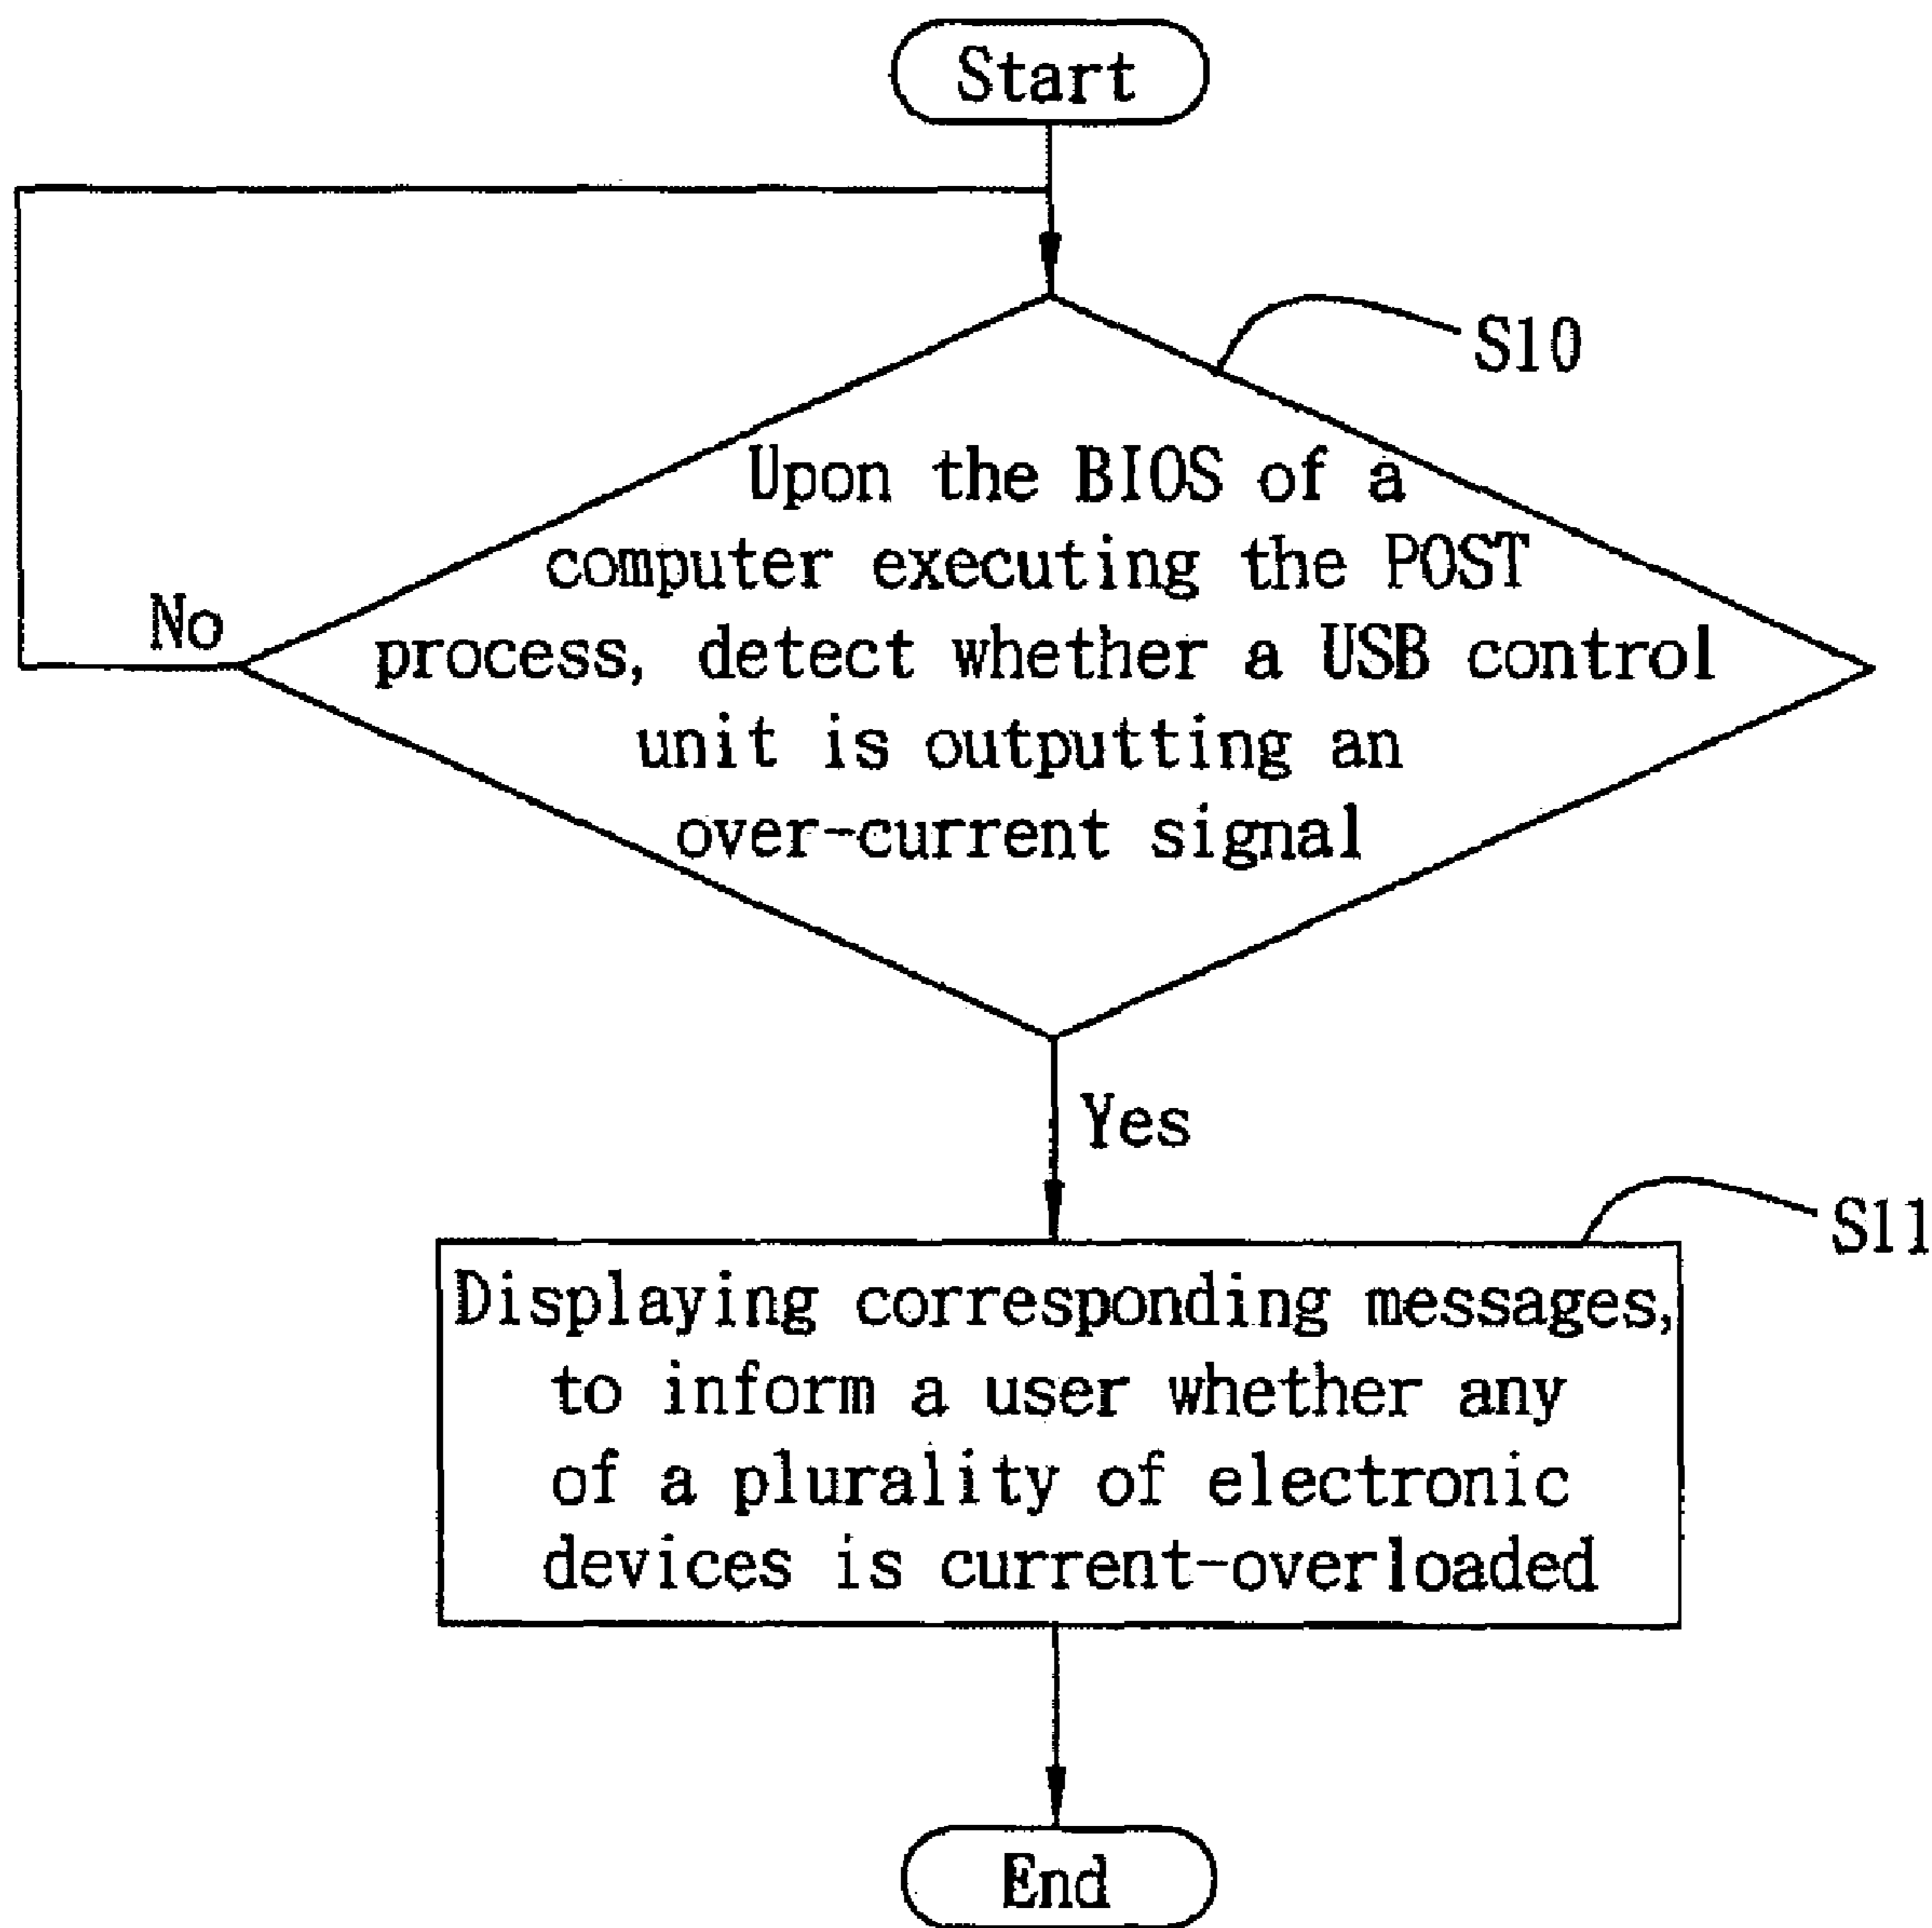 Start
S10
Upon the BIOS of a
computer executing the POST
process, detect whether a USB control
unit is outputting an
over-current signal
No
Yes
S11
Displaying corresponding messages,
to inform a user whether any
of a plurality of electronic
devices is current-overloaded
End